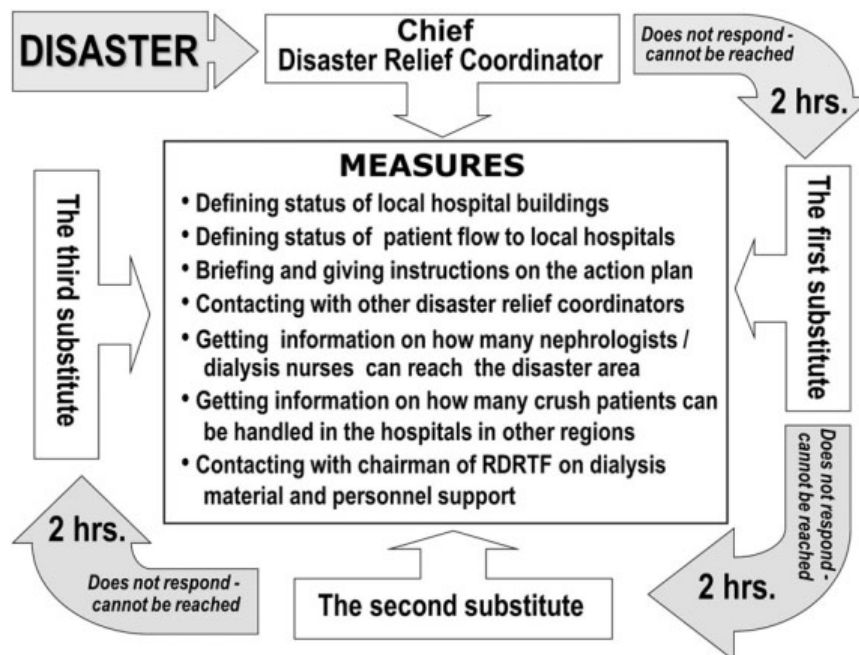 DISASTER
Chief
Disaster Relief Coordinator
Does not respond -
cannot be reached
2 hrs.
The first substitute
Does not respond -
cannot be reached
2 hrs.
The second substitute
Does not respond -
cannot be reached
2 hrs.
The third substitute
MEASURES
• Defining status of local hospital buildings
• Defining status of patient flow to local hospitals
• Briefing and giving instructions on the action plan
• Contacting with other disaster relief coordinators
• Getting information on how many nephrologists /
dialysis nurses can reach the disaster area
• Getting information on how many crush patients can
be handled in the hospitals in other regions
• Contacting with chairman of RDRTF on dialysis
material and personnel support